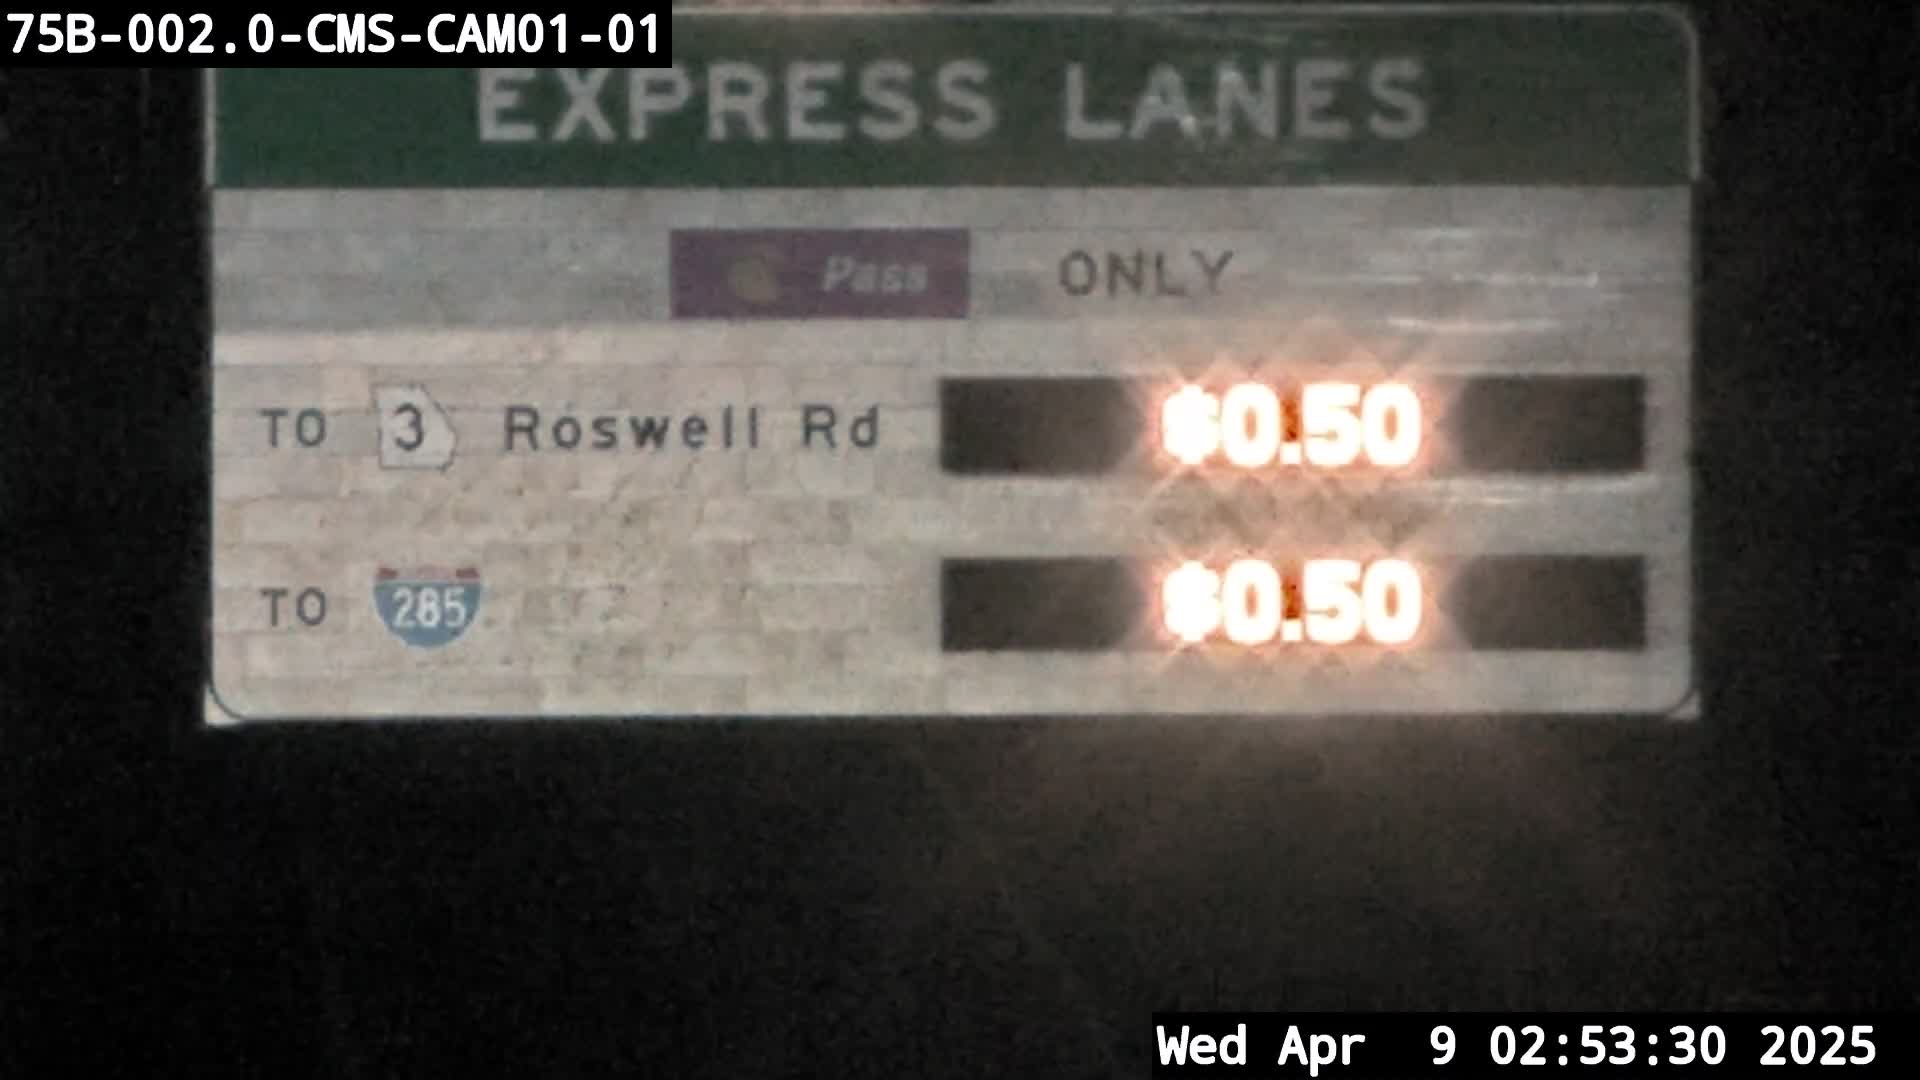 75B-002.0-CMS-CAM01-01
EXPRESS LANES
Pass ONLY
TO 3 Roswell Rd $0.50
TO 285 $0.50
Wed Apr 9 02:53:30 2025